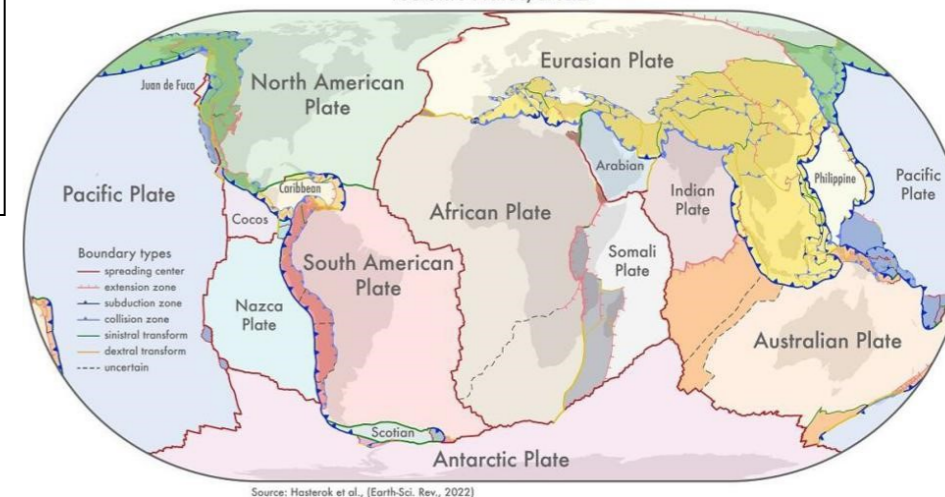 Juan de Fuca
North American
Plate
Eurasian Plate
Pacific Plate
Caribbean
Cocos
African Plate
Arabian
Indian
Plate
Philippine
Pacific
Plate
South American
Plate
Somali
Plate
Nazca
Plate
Australian Plate
Boundary types
spreading center
extension zone
subduction zone
collision zone
sinistral transform
dextral transform
uncertain
Scotian
Antarctic Plate
Source: Hasterok et al., (Earth-Sci. Rev., 2022)